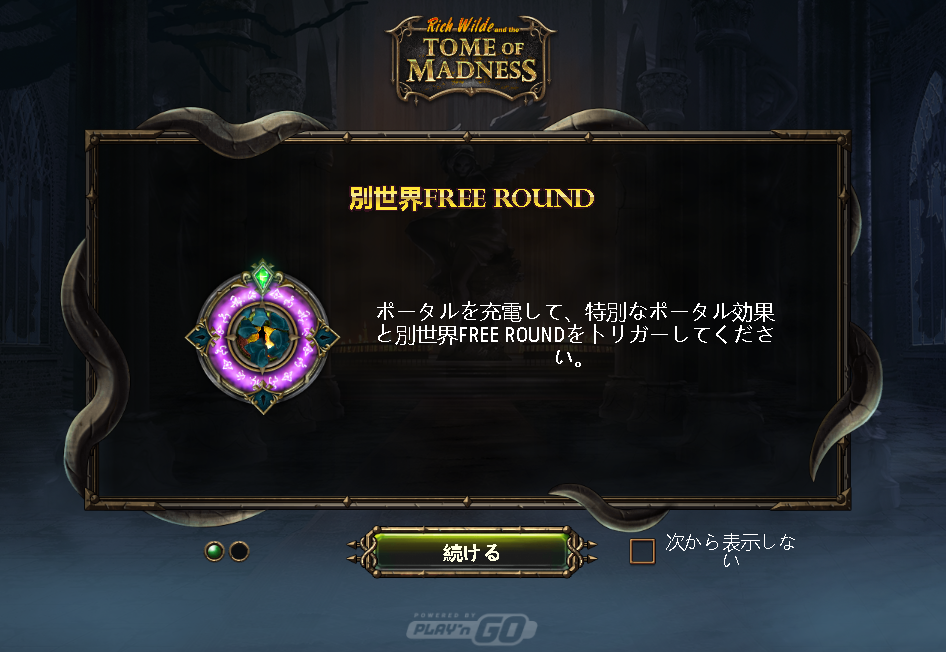 Rich Wilde and the
TOME OF
MADNESS
別世界FREE ROUND
ポータルを充電して、特別なポータル効果
と別世界FREE ROUNDをトリガーしてくださ
い。
続ける
次から表示しな
い
POWERED BY
PLAY'n GO